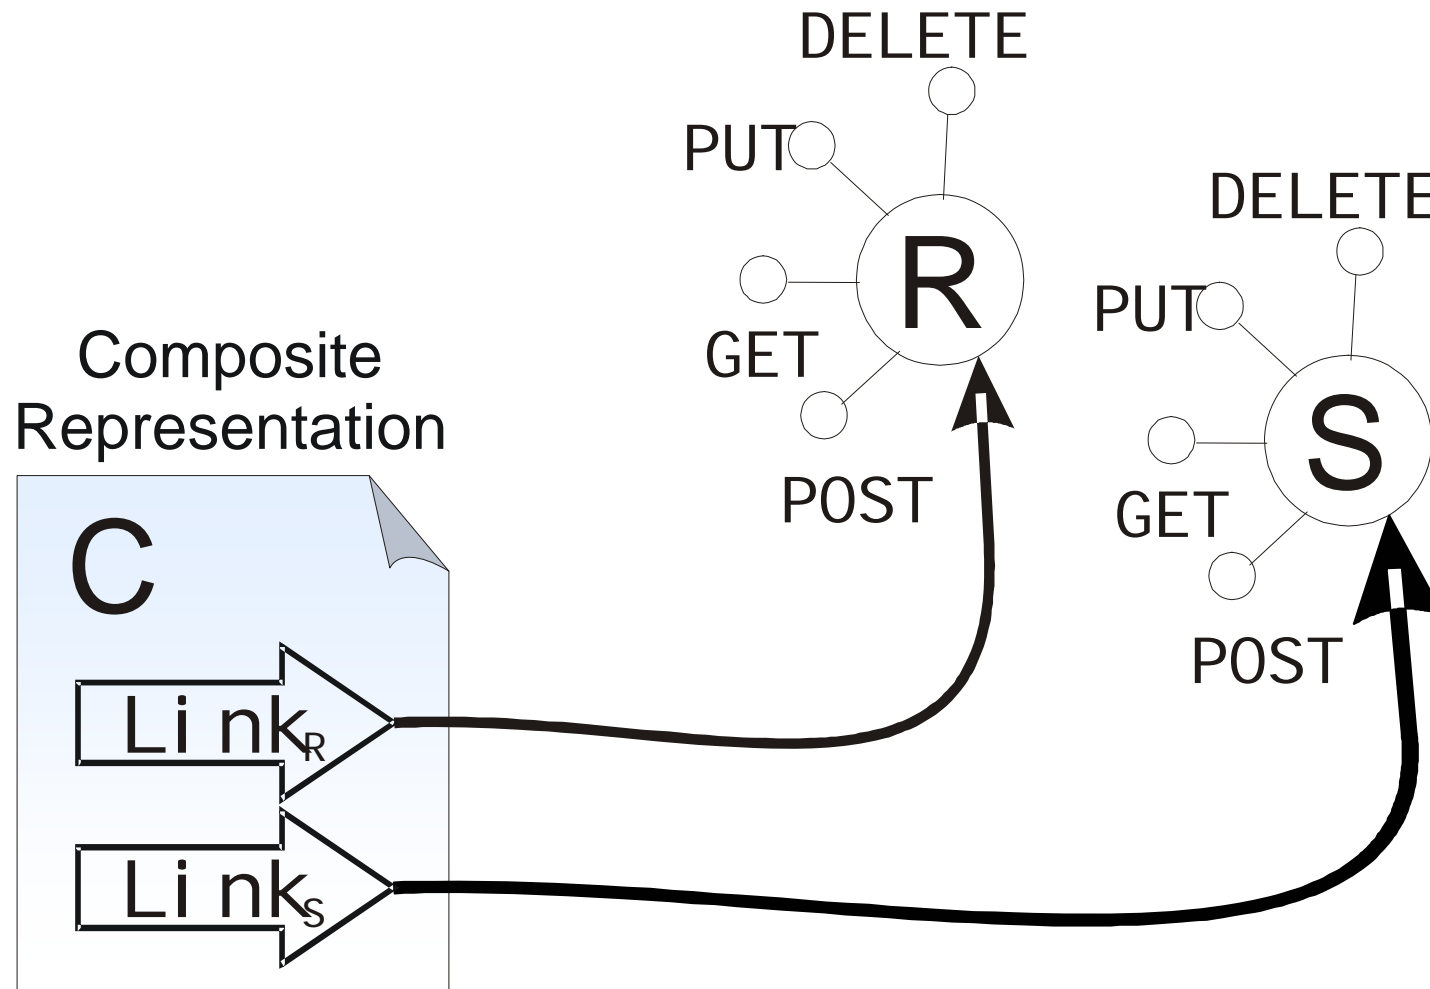 DELETE
PUT
R
GET
POST
DELETE
PUT
S
GET
POST
Composite
Representation
C
LinkR
LinkS